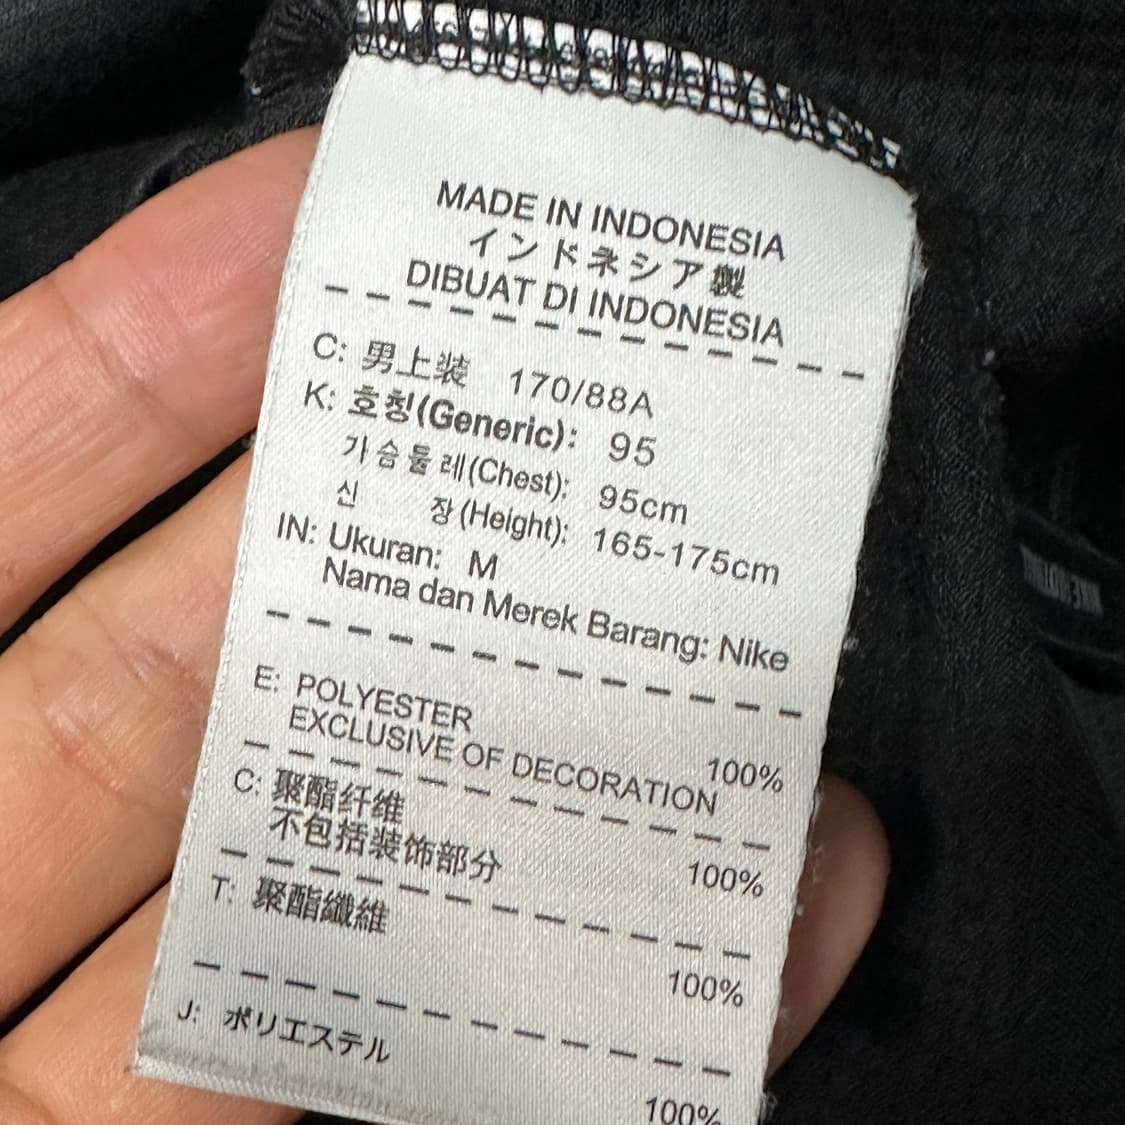 MADE IN INDONESIA
インドネシア製
DIBUAT DI INDONESIA
C: 男上装 170/88A
K: 호칭(Generic): 95
가슴둘레(Chest): 95cm
신 장(Height): 165-175cm
IN: Ukuran: M
Nama dan Merek Barang: Nike
E: POLYESTER 100%
EXCLUSIVE OF DECORATION
C: 聚酯纤维 100%
不包括装饰部分
T: 聚酯纖維 100%
J: ポリエステル 100%